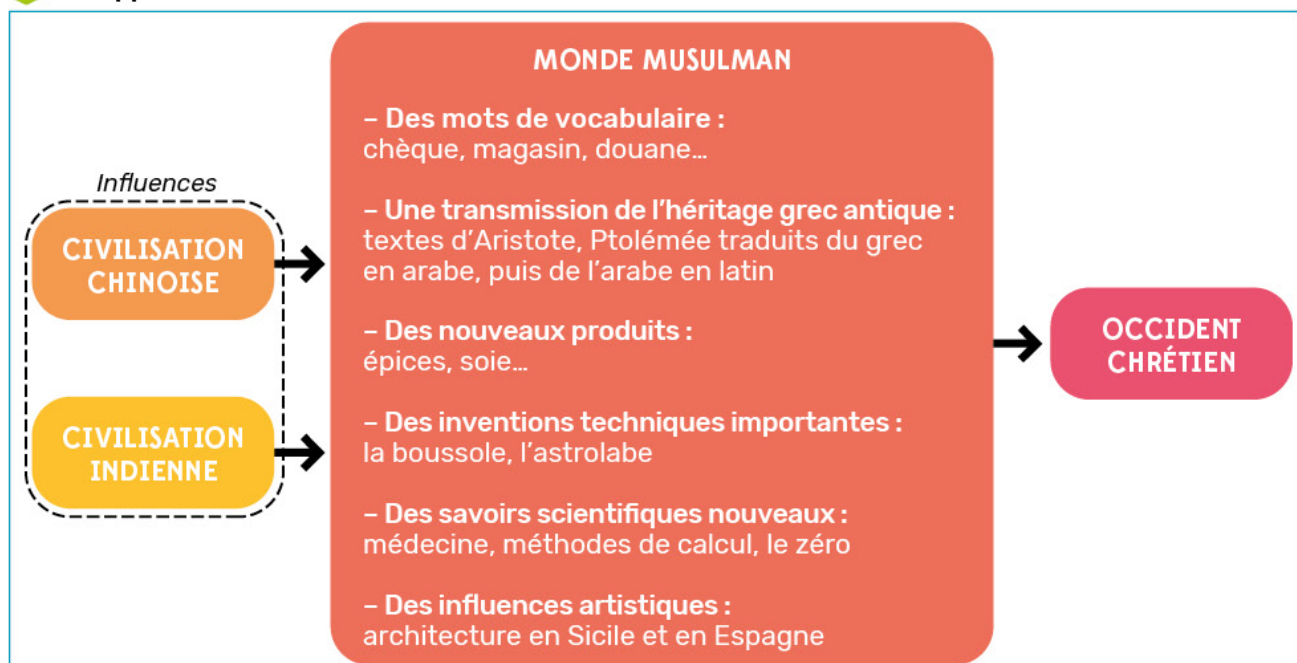 Influences
CIVILISATION
CHINOISE
CIVILISATION
INDIENNE
MONDE MUSULMAN
– Des mots de vocabulaire :
chèque, magasin, douane…
– Une transmission de l’héritage grec antique :
textes d’Aristote, Ptolémée traduits du grec
en arabe, puis de l’arabe en latin
– Des nouveaux produits :
épices, soie…
– Des inventions techniques importantes :
la boussole, l’astrolabe
– Des savoirs scientifiques nouveaux :
médecine, méthodes de calcul, le zéro
– Des influences artistiques :
architecture en Sicile et en Espagne
OCCIDENT
CHRÉTIEN